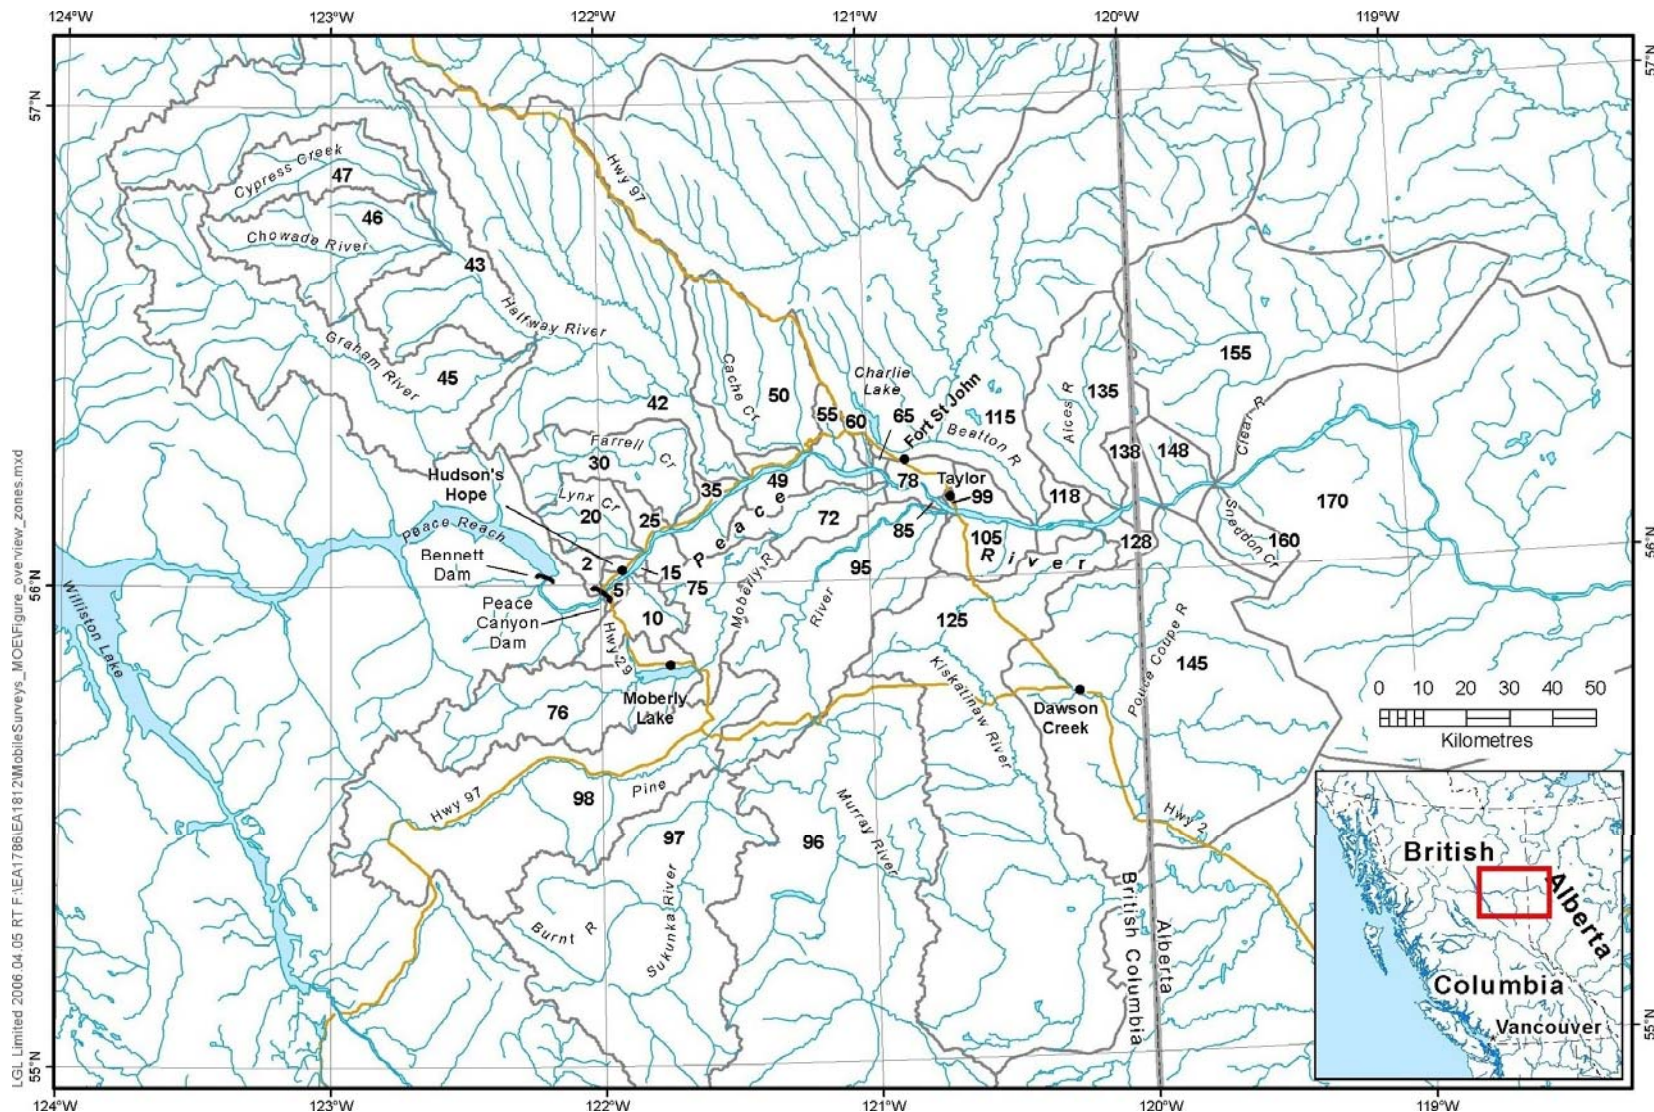 124°W
123°W
122°W
121°W
120°W
119°W
57°N
57°N
Cypress Creek
47
46
Chowade River
43
Hwy 97
Halfway River
Graham River
45
42
Cache Cr
50
Charlie
Lake
55
60
65
Fort St John
115
Beatton R
Alces R
135
155
138
148
Clear R
Farrell Cr
30
Hudson's
Hope
Lynx Cr
20
35
49
25
78
Taylor
99
118
85
72
105
128
170
Sneddon Cr
160
Peace River
Peace Reach
Bennett
Dam
2
15
5
75
Moberly R
95
56°N
56°N
Williston Lake
Peace
Canyon
Dam
10
Hwy 29
River
125
Pouce Coupe R
145
Kiskatinaw River
Moberly
Lake
76
Dawson
Creek
0 10 20 30 40 50
Kilometres
Hwy 97
98
Pine
97
96
Murray River
Hwy 2
Burnt R
Sukunka River
British Columbia
Alberta
British
Columbia
Alberta
Vancouver
55°N
55°N
124°W
123°W
122°W
121°W
120°W
119°W
LGL Limited 2006.04.05 RT F:\EA1786\EA1812\MobileSurveys_MOE\Figure_overview_zones.mxd